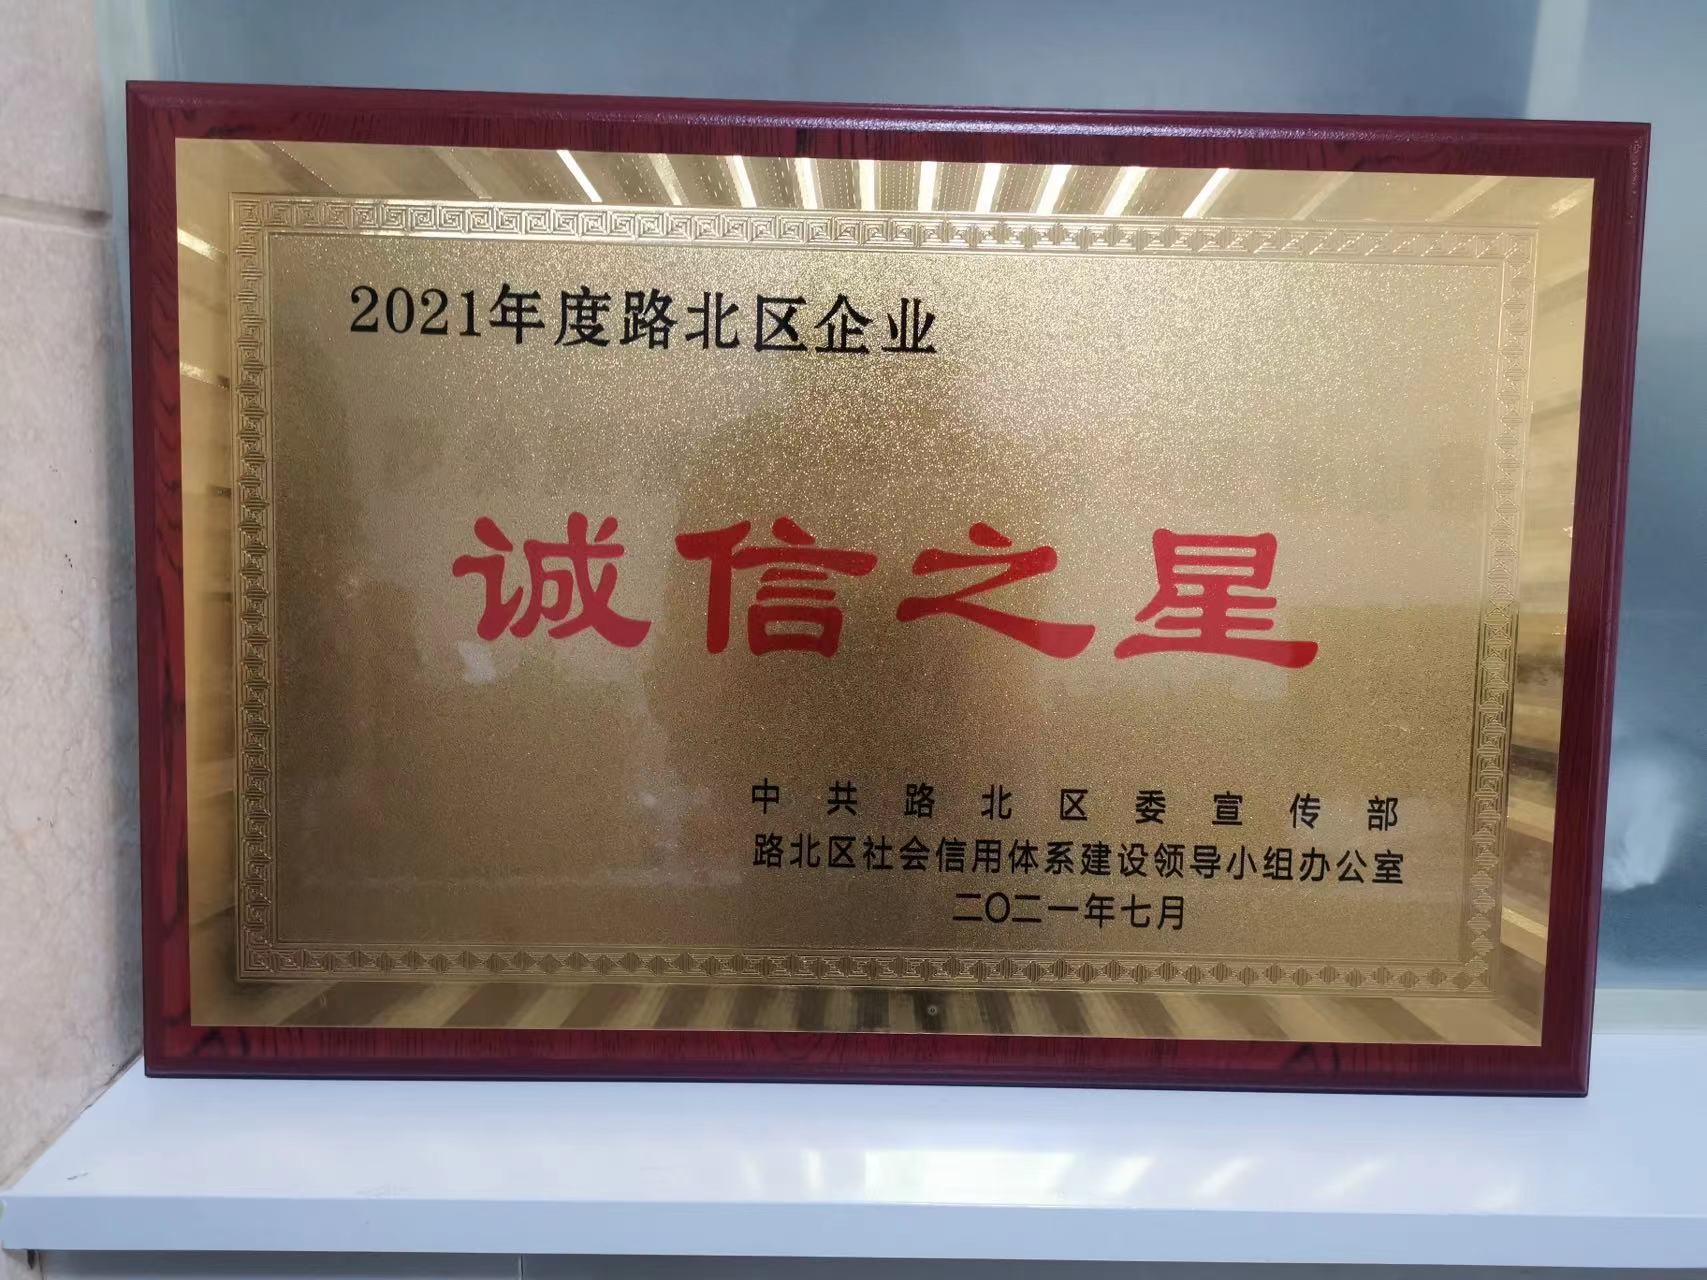 2021年度路北区企业
诚信之星
中共路北区委宣传部
路北区社会信用体系建设领导小组办公室
二〇二一年七月